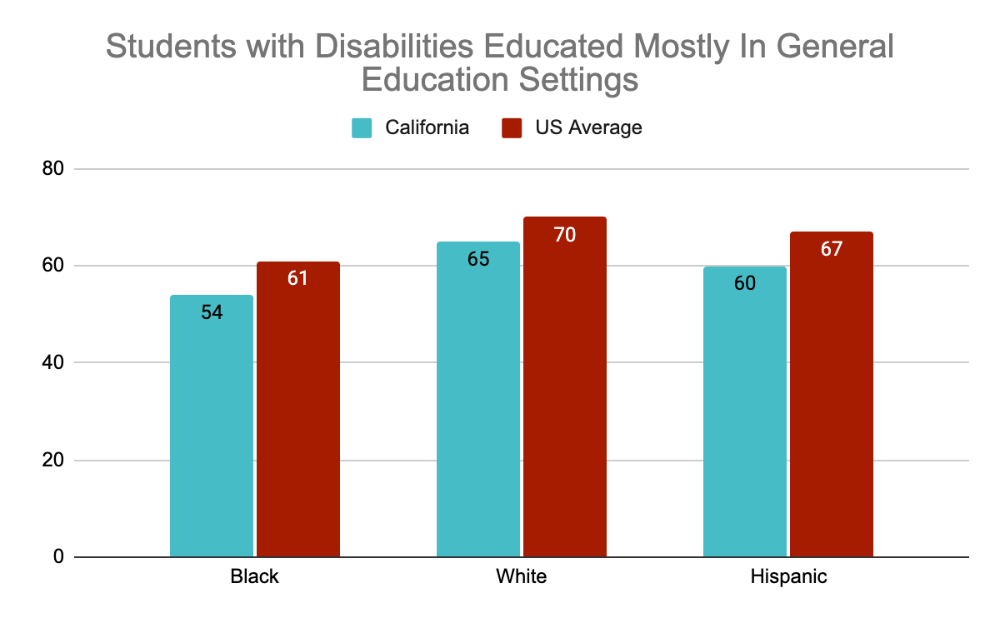 Students with Disabilities Educated Mostly In General
Education Settings
California US Average
80
60
40
20
0
54
61
65
70
60
67
Black White Hispanic